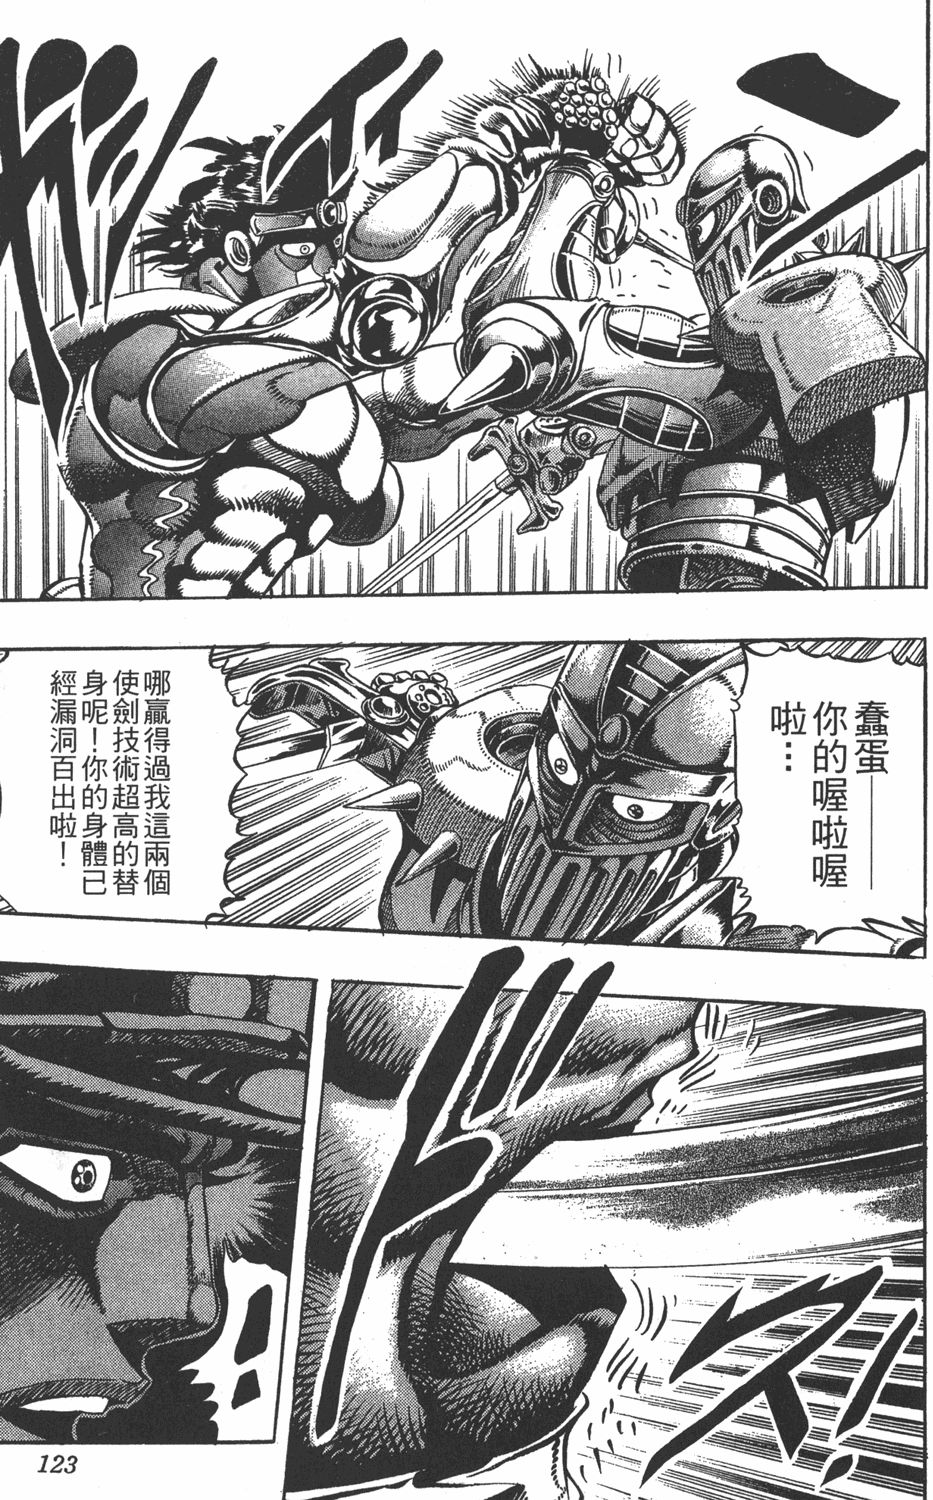 ガシィィン
蠢蛋——
你的喔啦喔
啦…
哪贏得過我這兩個
使劍技術超高的替
身呢！你的身體已
經漏洞百出啦！
ドズッ!
!
123